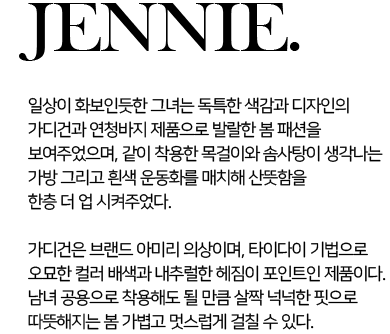 JENNIE.
일상이 화보인듯한 그녀는 독특한 색감과 디자인의
가디건과 연청바지 제품으로 발랄한 봄 패션을
보여주었으며, 같이 착용한 목걸이와 솜사탕이 생각나는
가방 그리고 흰색 운동화를 매치해 산뜻함을
한층 더 업 시켜주었다.
가디건은 브랜드 아미리 의상이며, 타이다이 기법으로
오묘한 컬러 배색과 내추럴한 헤짐이 포인트인 제품이다.
남녀 공용으로 착용해도 될 만큼 살짝 넉넉한 핏으로
따뜻해지는 봄 가볍고 멋스럽게 걸칠 수 있다.